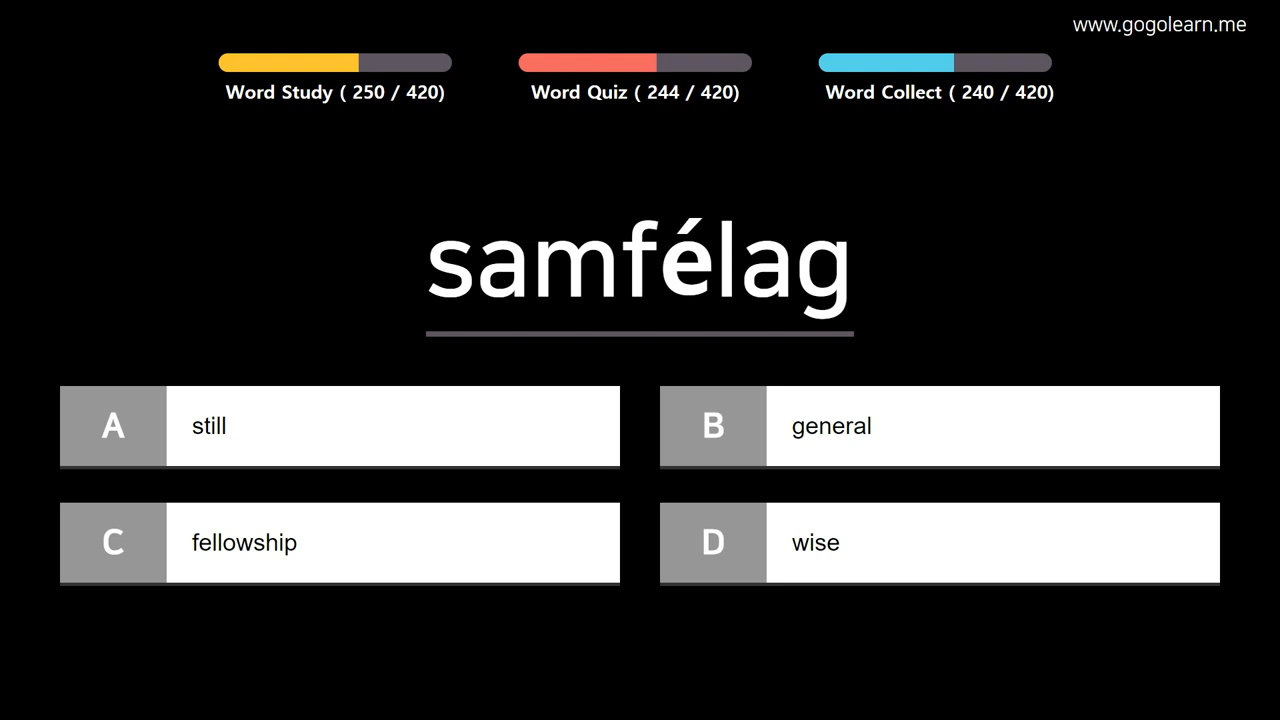 www.gogolearn.me
Word Study ( 250 / 420)
Word Quiz ( 244 / 420)
Word Collect ( 240 / 420)
samfélag
A still
B general
C fellowship
D wise